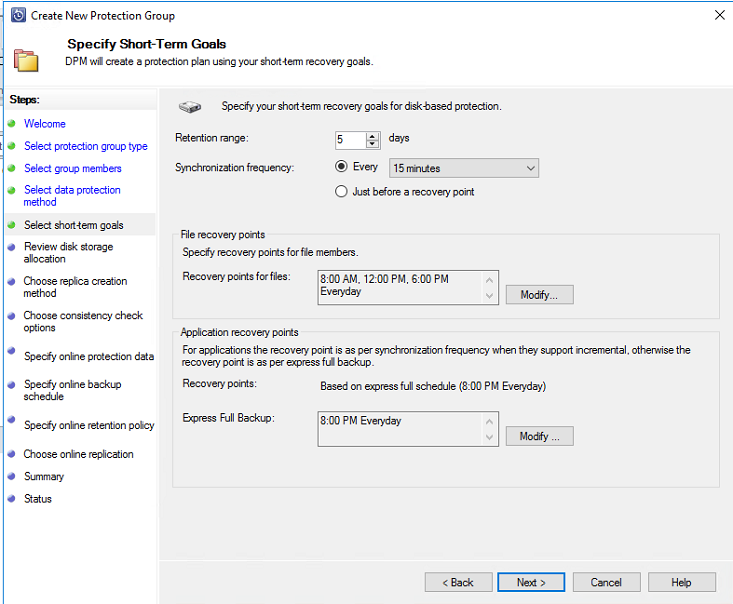 Create New Protection Group
Specify Short-Term Goals
DPM will create a protection plan using your short-term recovery goals.
Steps:
Welcome
Select protection group type
Select group members
Select data protection
method
Select short-term goals
Review disk storage
allocation
Choose replica creation
method
Choose consistency check
options
Specify online protection data
Specify online backup
schedule
Specify online retention policy
Choose online replication
Summary
Status
Specify your short-term recovery goals for disk-based protection.
Retention range: 5 days
Synchronization frequency: Every 15 minutes
Just before a recovery point
File recovery points
Specify recovery points for file members.
Recovery points for files: 8:00 AM, 12:00 PM, 6:00 PM
Everyday
Modify...
Application recovery points
For applications the recovery point is as per synchronization frequency when they support incremental, otherwise the
recovery point is as per express full backup.
Recovery points: Based on express full schedule (8:00 PM Everyday)
Express Full Backup: 8:00 PM Everyday
Modify ...
< Back Next > Cancel Help